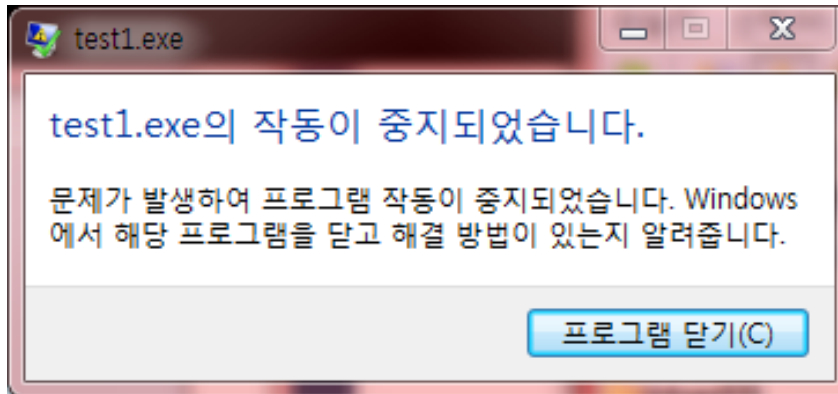 test1.exe
test1.exe의 작동이 중지되었습니다.
문제가 발생하여 프로그램 작동이 중지되었습니다. Windows
에서 해당 프로그램을 닫고 해결 방법이 있는지 알려줍니다.
프로그램 닫기(C)